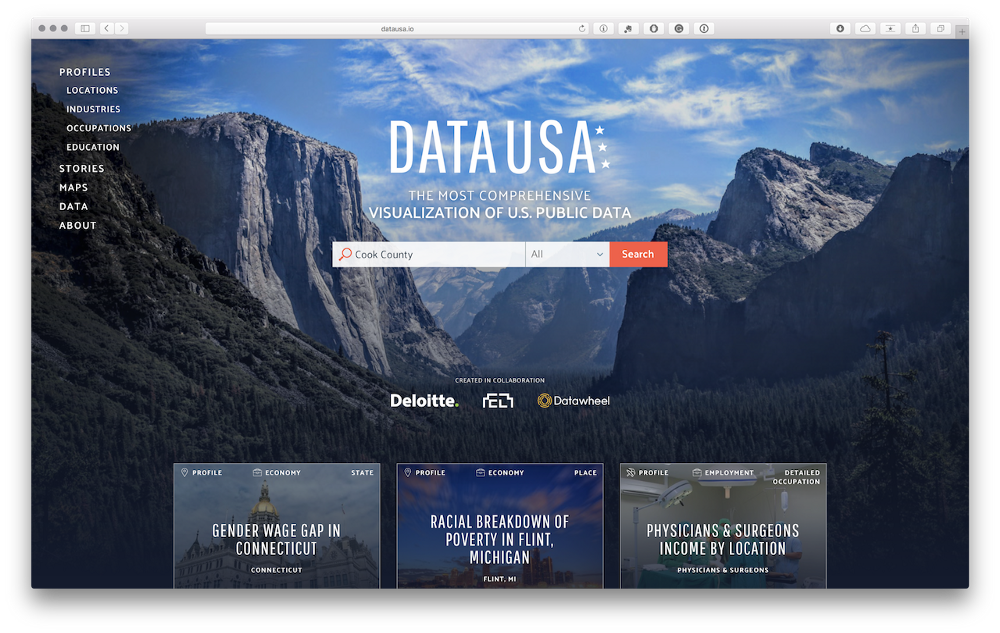 datausa.io
PROFILES
LOCATIONS
INDUSTRIES
OCCUPATIONS
EDUCATION
STORIES
MAPS
DATA
ABOUT
DATA USA
THE MOST COMPREHENSIVE
VISUALIZATION OF U.S. PUBLIC DATA
Cook County
All
Search
CREATED IN COLLABORATION
Deloitte.
Datawheel
PROFILE ECONOMY STATE
GENDER WAGE GAP IN
CONNECTICUT
CONNECTICUT
PROFILE ECONOMY PLACE
RACIAL BREAKDOWN OF
POVERTY IN FLINT,
MICHIGAN
FLINT, MI
PROFILE EMPLOYMENT DETAILED
OCCUPATION
PHYSICIANS & SURGEONS
INCOME BY LOCATION
PHYSICIANS & SURGEONS